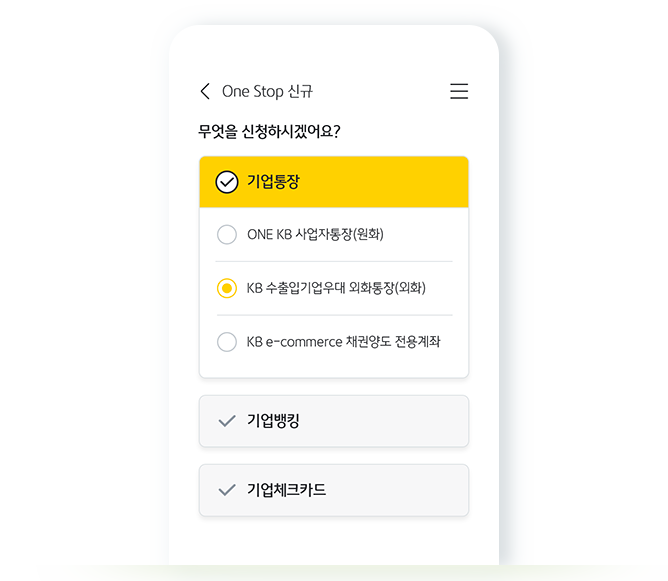 One Stop 신규
무엇을 신청하시겠어요?
기업통장
ONE KB 사업자통장(원화)
KB 수출입기업우대 외화통장(외화)
KB e-commerce 채권양도 전용계좌
기업뱅킹
기업체크카드